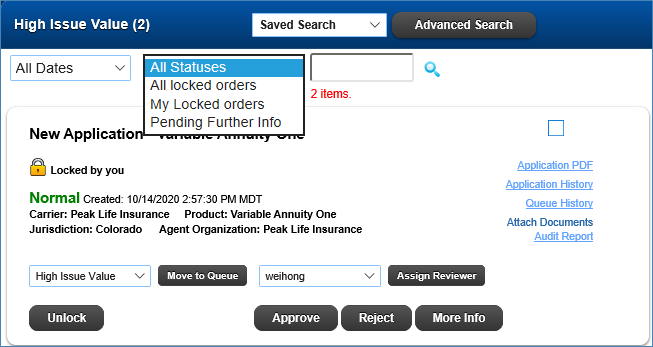 High Issue Value (2) Saved Search Advanced Search
All Dates All Statuses
All locked orders
My Locked orders
Pending Further Info
2 items.
New Application Variable Annuity One
Locked by you
Application PDF
Application History
Normal Created: 10/14/2020 2:57:30 PM MDT
Queue History
Carrier: Peak Life Insurance Product: Variable Annuity One
Attach Documents
Jurisdiction: Colorado Agent Organization: Peak Life Insurance
Audit Report
High Issue Value Move to Queue weihong Assign Reviewer
Unlock Approve Reject More Info